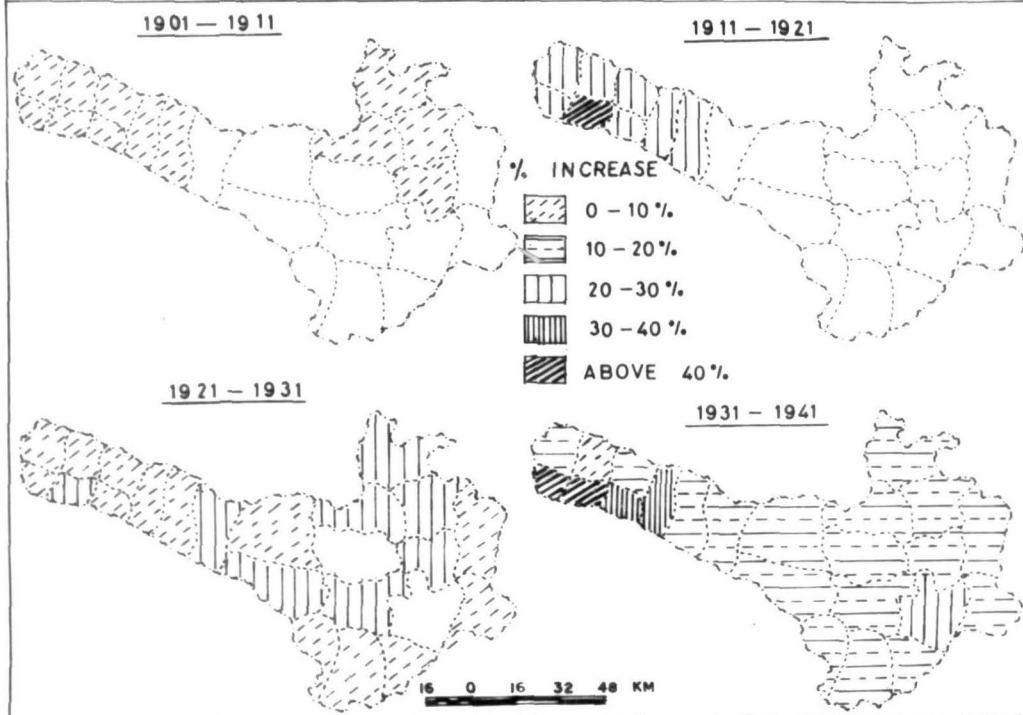 1901 – 1911
1911 – 1921
% INCREASE
0 – 10 %
10 – 20 %
20 – 30 %
30 – 40 %
ABOVE 40 %
1921 – 1931
1931 – 1941
16 0 16 32 48 KM